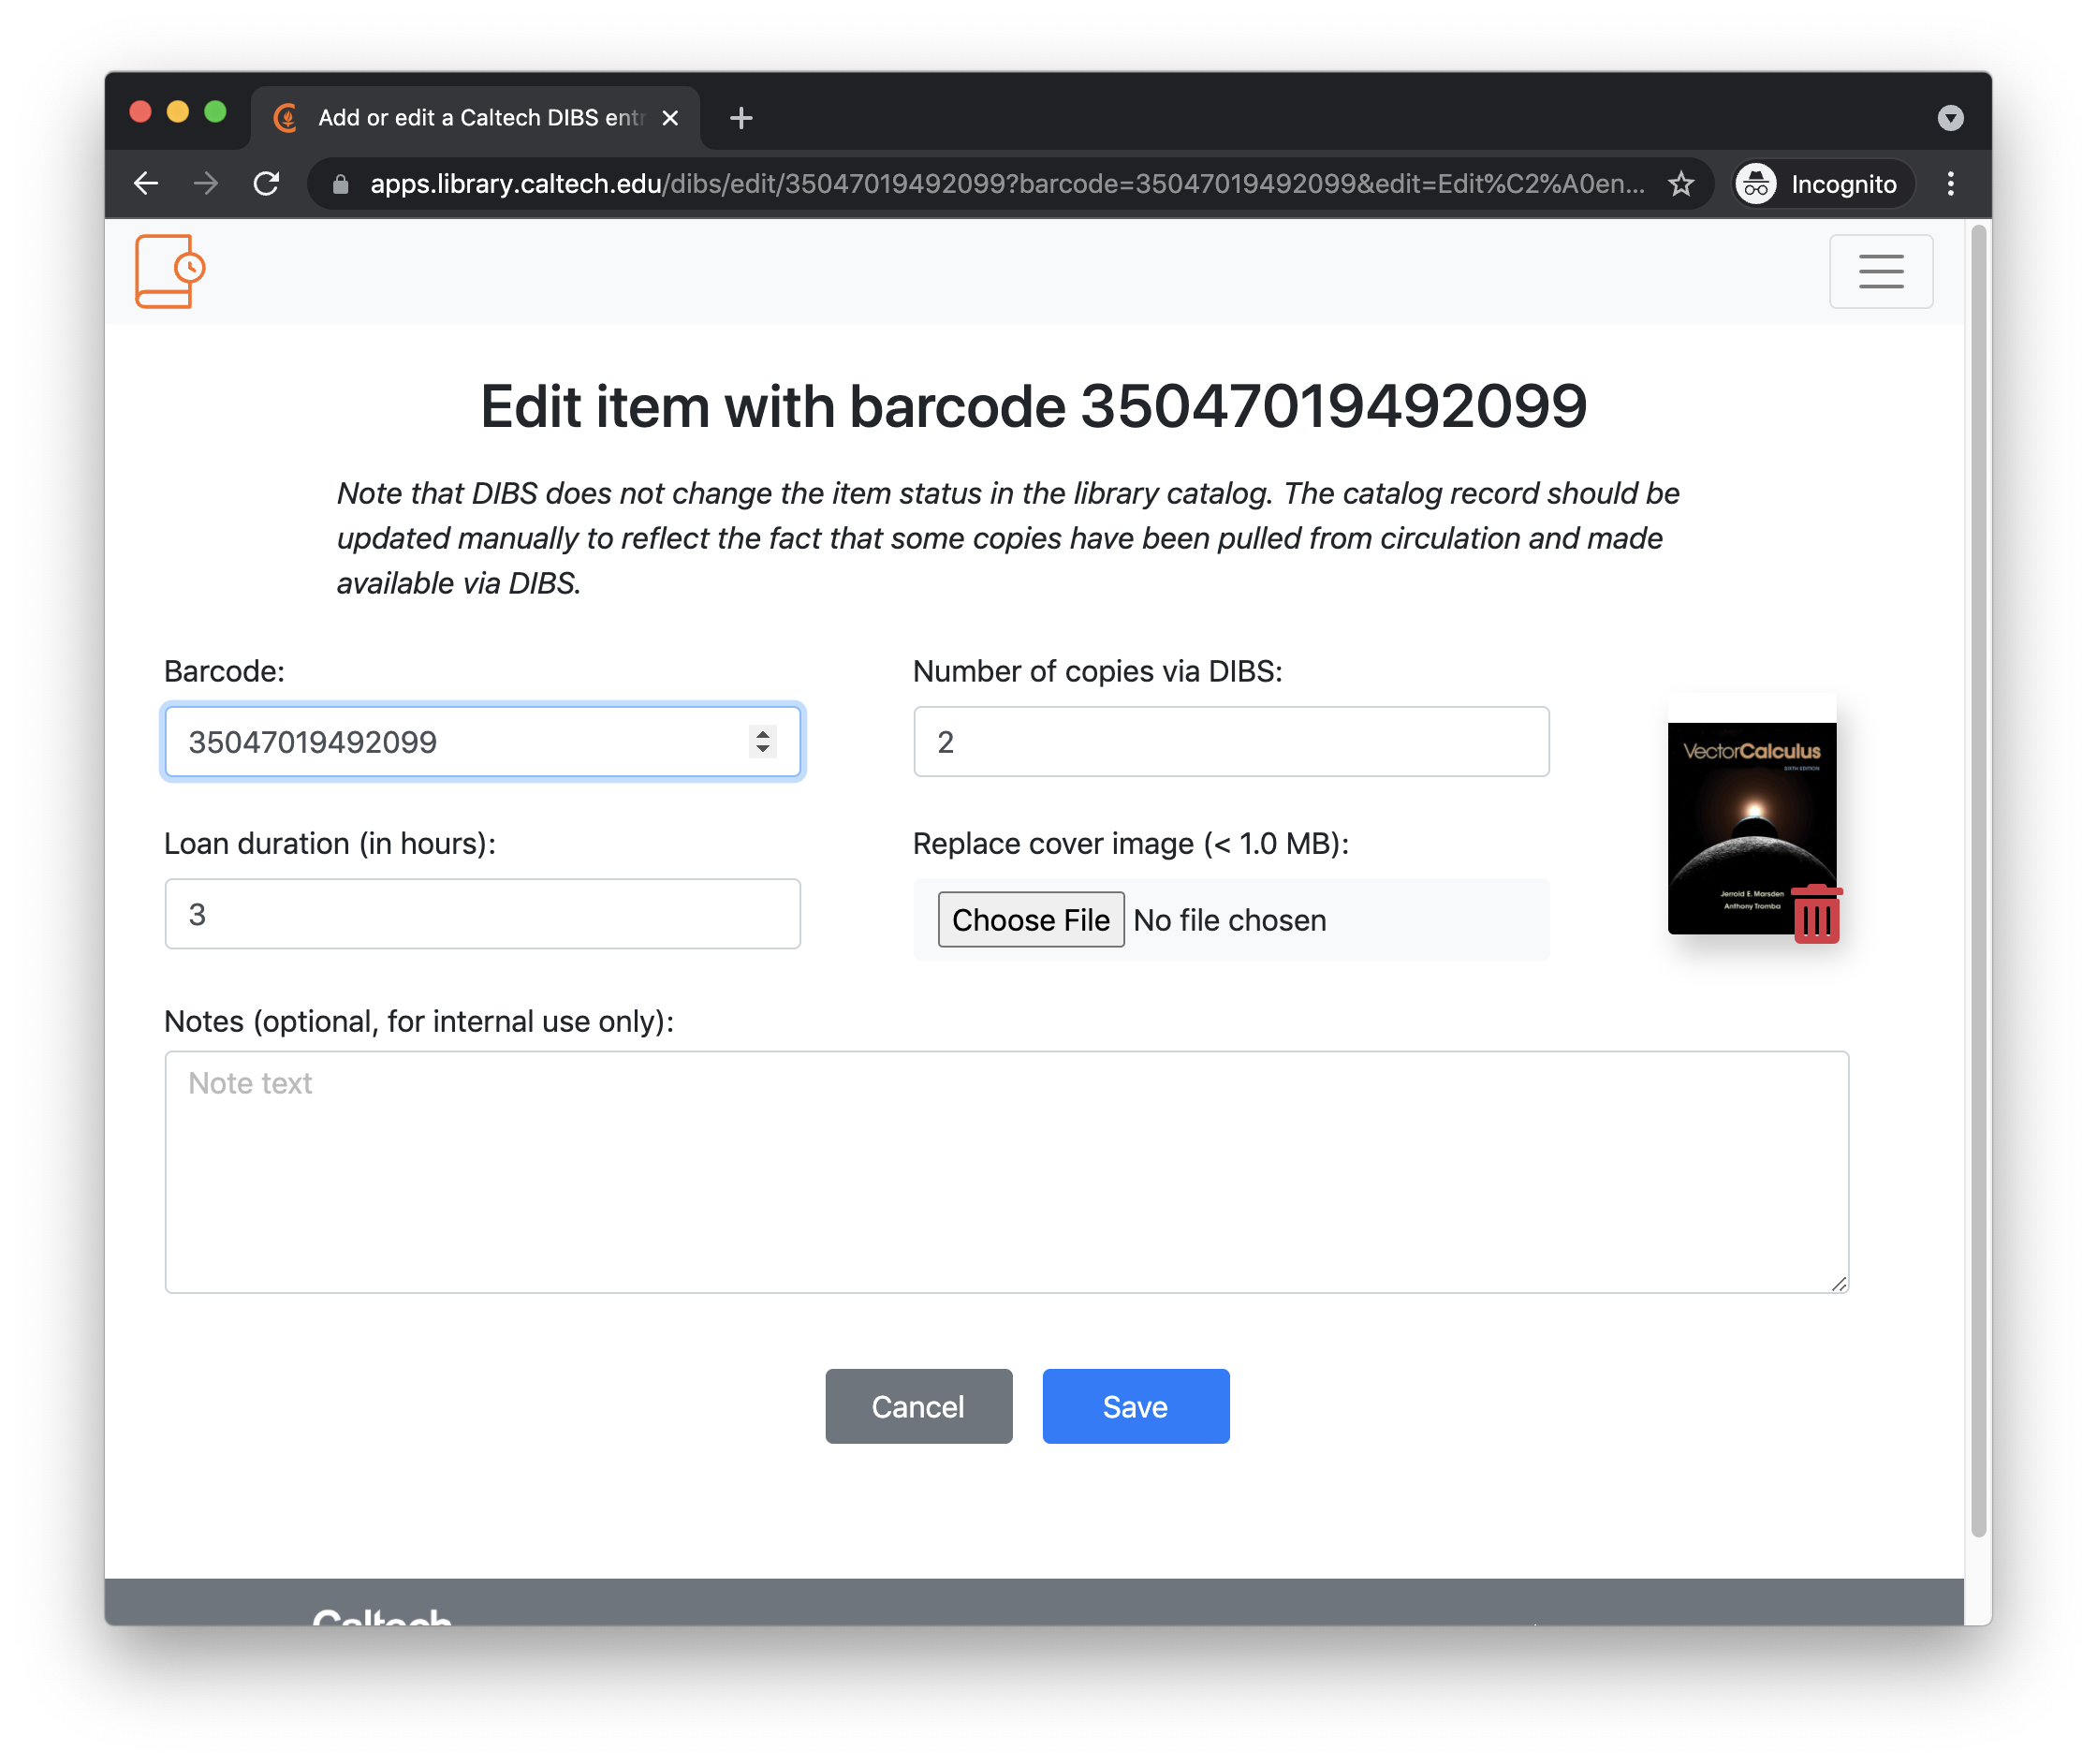 Add or edit a Caltech DIBS entr
apps.library.caltech.edu/dibs/edit/35047019492099?barcode=35047019492099&edit=Edit%C2%A0en...
Incognito
Edit item with barcode 35047019492099
Note that DIBS does not change the item status in the library catalog. The catalog record should be
updated manually to reflect the fact that some copies have been pulled from circulation and made
available via DIBS.
Barcode:
35047019492099
Number of copies via DIBS:
2
Loan duration (in hours):
3
Replace cover image (< 1.0 MB):
Choose File No file chosen
VectorCalculus
SIXTH EDITION
Jerrold E. Marsden
Anthony Tromba
Notes (optional, for internal use only):
Note text
Cancel
Save
Caltech